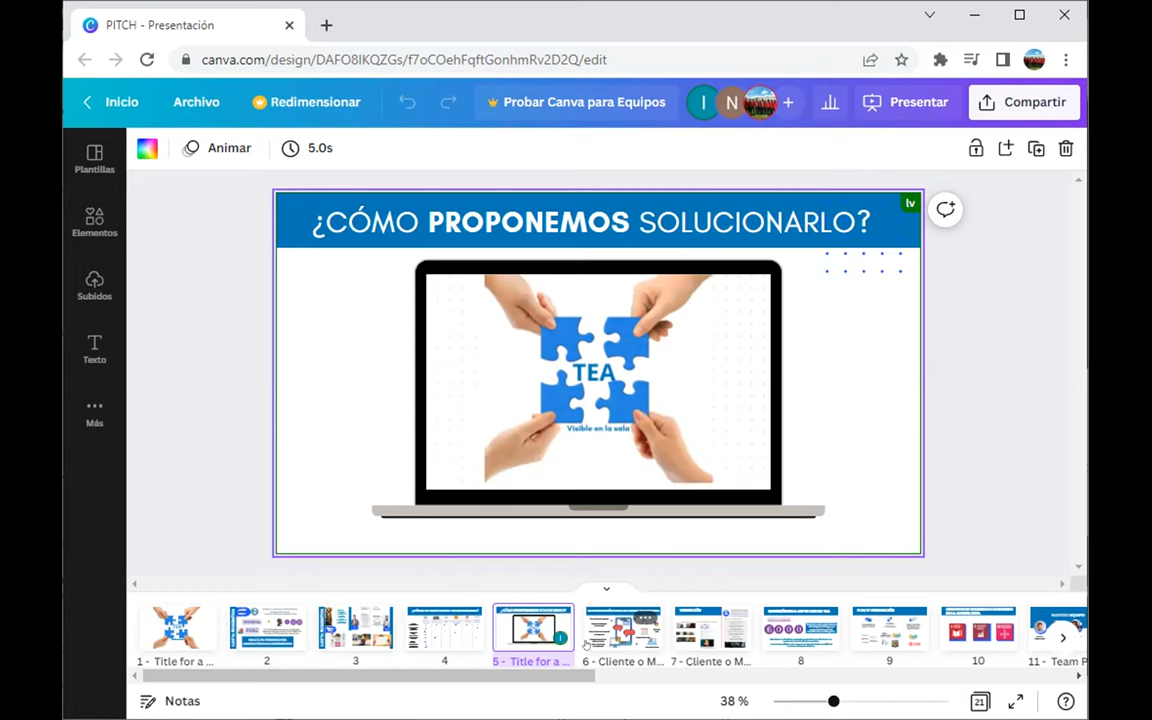 PITCH - Presentación
canva.com/design/DAFO8IKQZGs/f7oCOehFqftGonhmRv2D2Q/edit
Inicio
Archivo
Redimensionar
Probar Canva para Equipos
I
N
Presentar
Compartir
Animar
5.0s
Plantillas
Elementos
Subidos
Texto
Más
¿CÓMO PROPONEMOS SOLUCIONARLO?
lv
TEA
Visible en la sala
1 - Title for a ...
2
3
4
5 - Title for a ...
6 - Cliente o M...
7 - Cliente o M...
8
9
10
11 - Team P
Notas
38 %
21